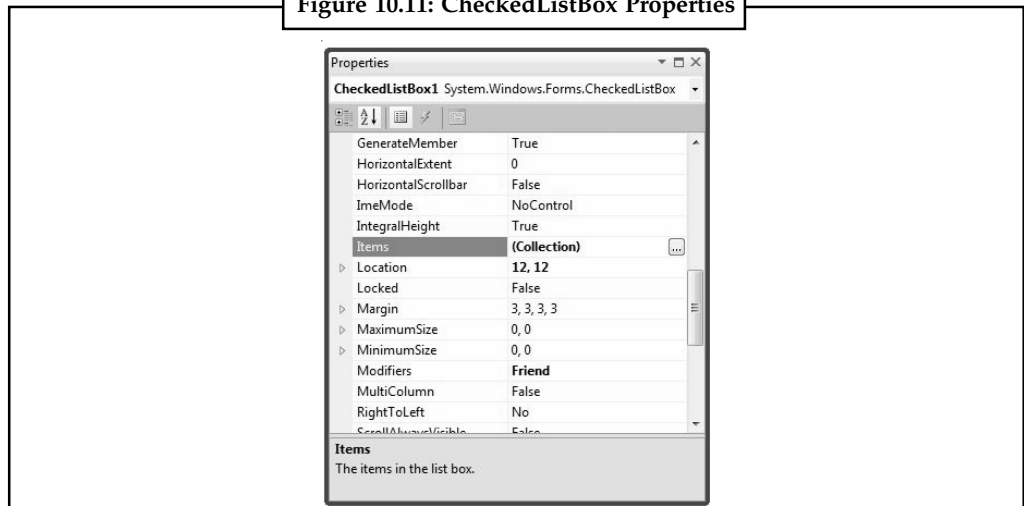 Figure 10.11: CheckedListBox Properties
Properties
CheckedListBox1 System.Windows.Forms.CheckedListBox
GenerateMember True
HorizontalExtent 0
HorizontalScrollbar False
ImeMode NoControl
IntegralHeight True
Items (Collection) ...
Location 12, 12
Locked False
Margin 3, 3, 3, 3
MaximumSize 0, 0
MinimumSize 0, 0
Modifiers Friend
MultiColumn False
RightToLeft No
ScrollAlwaysVisible False
Items
The items in the list box.